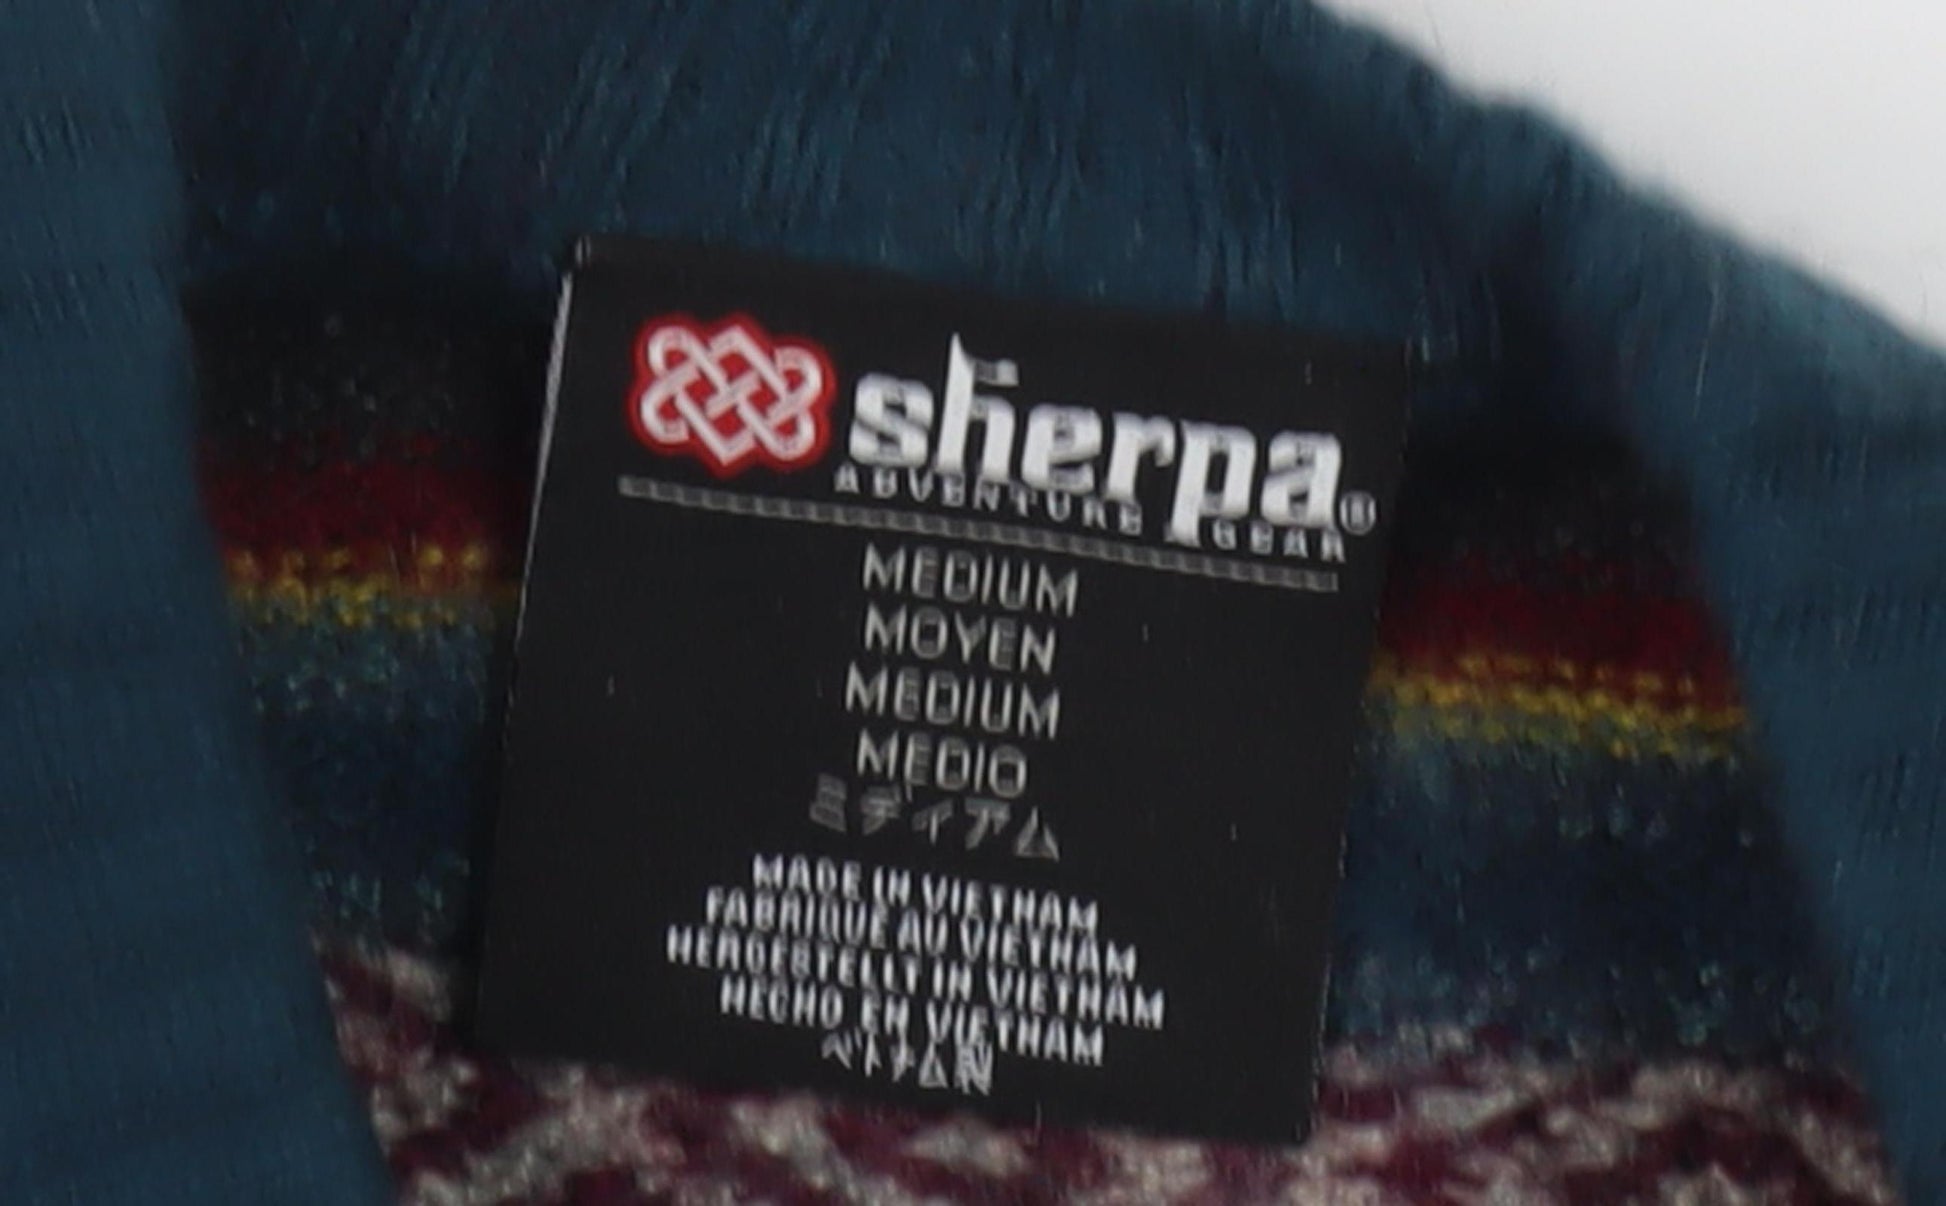 sherpa®
ADVENTURE GEAR
MEDIUM
MOYEN
MEDIUM
MEDIO
ミディアム
MADE IN VIETNAM
FABRIQUE AU VIETNAM
HERGESTELLT IN VIETNAM
HECHO EN VIETNAM
ベトナム製